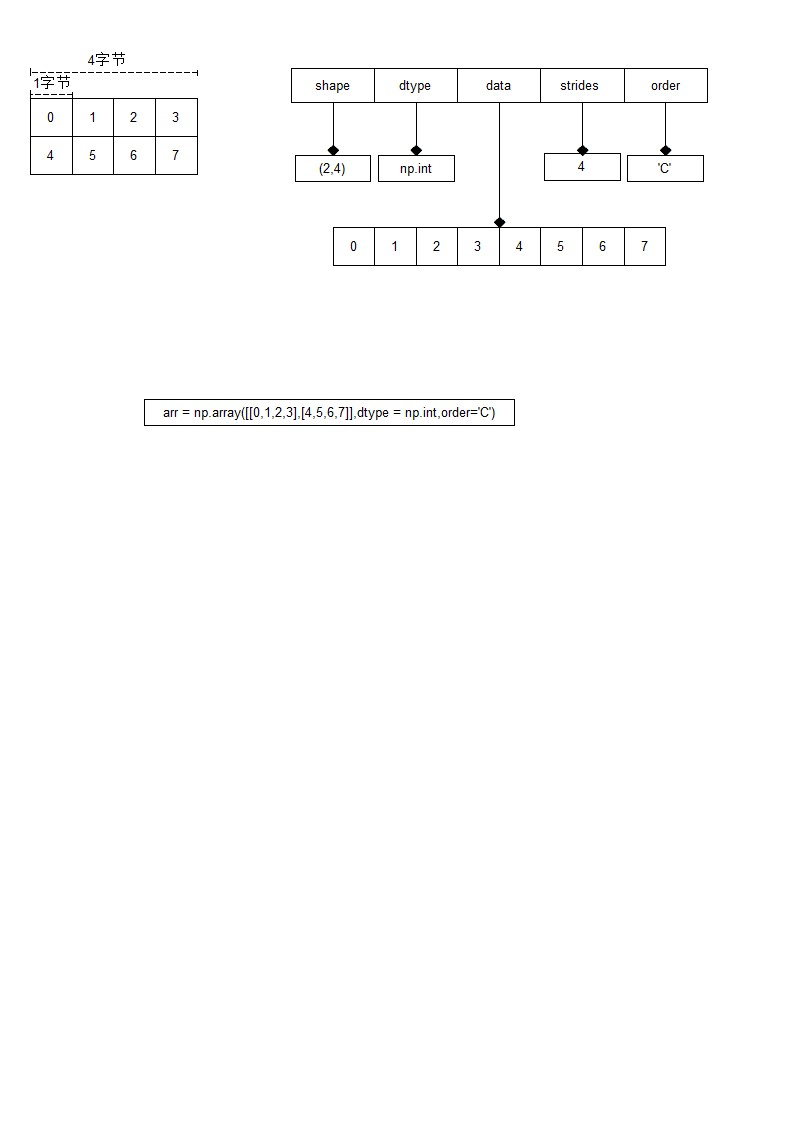 4字节
1字节
0 1 2 3
4 5 6 7
shape dtype data strides order
(2,4) np.int 4 'C'
0 1 2 3 4 5 6 7
arr = np.array([[0,1,2,3],[4,5,6,7]],dtype = np.int,order='C')